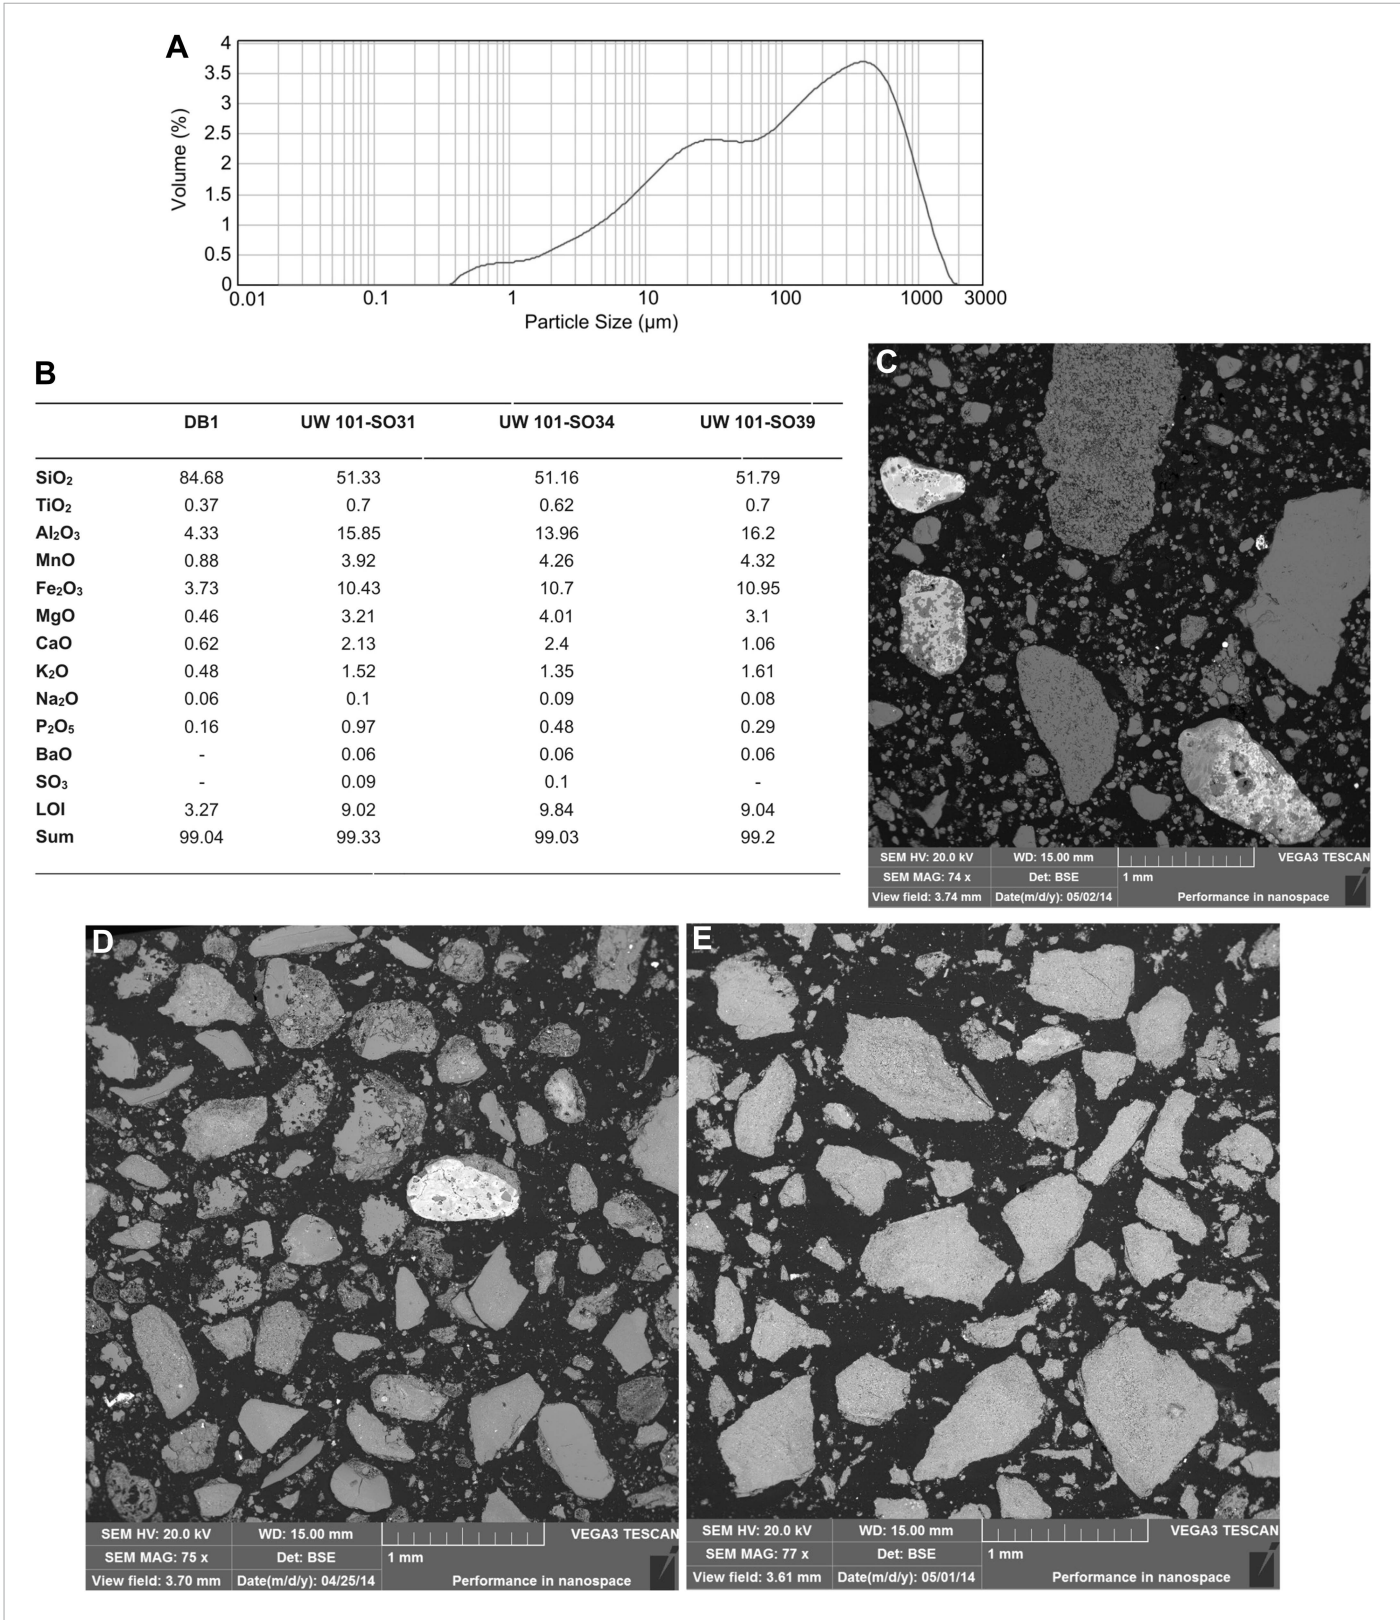 A
4
3.5
3
2.5
2
1.5
1
0.5
0
Volume (%)
0.01 0.1 1 10 100 1000 3000
Particle Size (µm)
B
DB1 UW 101-SO31 UW 101-SO34 UW 101-SO39
SiO₂ 84.68 51.33 51.16 51.79
TiO₂ 0.37 0.7 0.62 0.7
Al₂O₃ 4.33 15.85 13.96 16.2
MnO 0.88 3.92 4.26 4.32
Fe₂O₃ 3.73 10.43 10.7 10.95
MgO 0.46 3.21 4.01 3.1
CaO 0.62 2.13 2.4 1.06
K₂O 0.48 1.52 1.35 1.61
Na₂O 0.06 0.1 0.09 0.08
P₂O₅ 0.16 0.97 0.48 0.29
BaO - 0.06 0.06 0.06
SO₃ - 0.09 0.1 -
LOI 3.27 9.02 9.84 9.04
Sum 99.04 99.33 99.03 99.2
C
SEM HV: 20.0 kV WD: 15.00 mm VEGA3 TESCAN
SEM MAG: 74 x Det: BSE 1 mm
View field: 3.74 mm Date(m/d/y): 05/02/14 Performance in nanospace
D
SEM HV: 20.0 kV WD: 15.00 mm VEGA3 TESCAN
SEM MAG: 75 x Det: BSE 1 mm
View field: 3.70 mm Date(m/d/y): 04/25/14 Performance in nanospace
E
SEM HV: 20.0 kV WD: 15.00 mm VEGA3 TESCAN
SEM MAG: 77 x Det: BSE 1 mm
View field: 3.61 mm Date(m/d/y): 05/01/14 Performance in nanospace